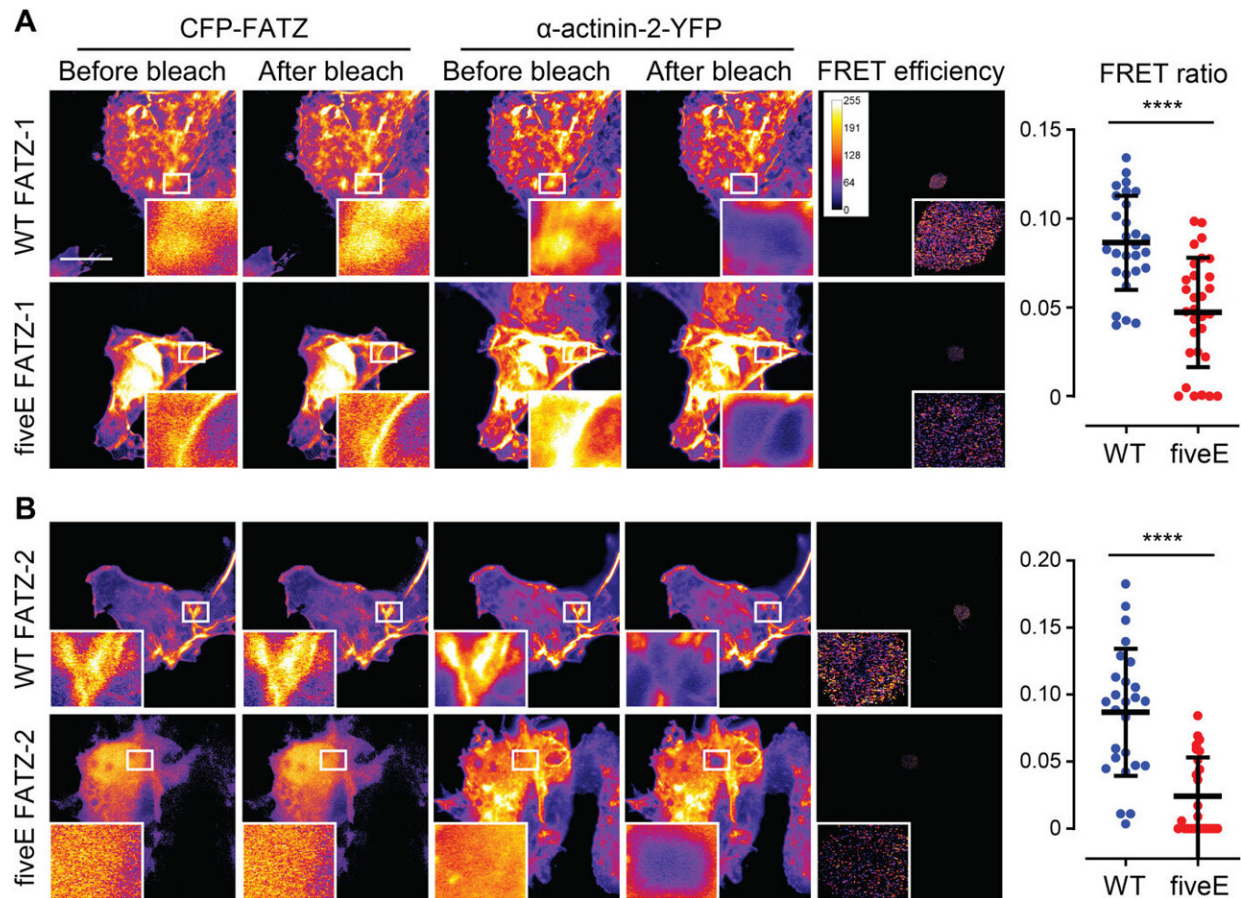 A
CFP-FATZ
α-actinin-2-YFP
Before bleach
After bleach
Before bleach
After bleach
FRET efficiency
FRET ratio
WT FATZ-1
255
191
128
64
0
****
0.15
0.10
0.05
0
WT
fiveE
fiveE FATZ-1
B
WT FATZ-2
****
0.20
0.15
0.10
0.05
0
WT
fiveE
fiveE FATZ-2